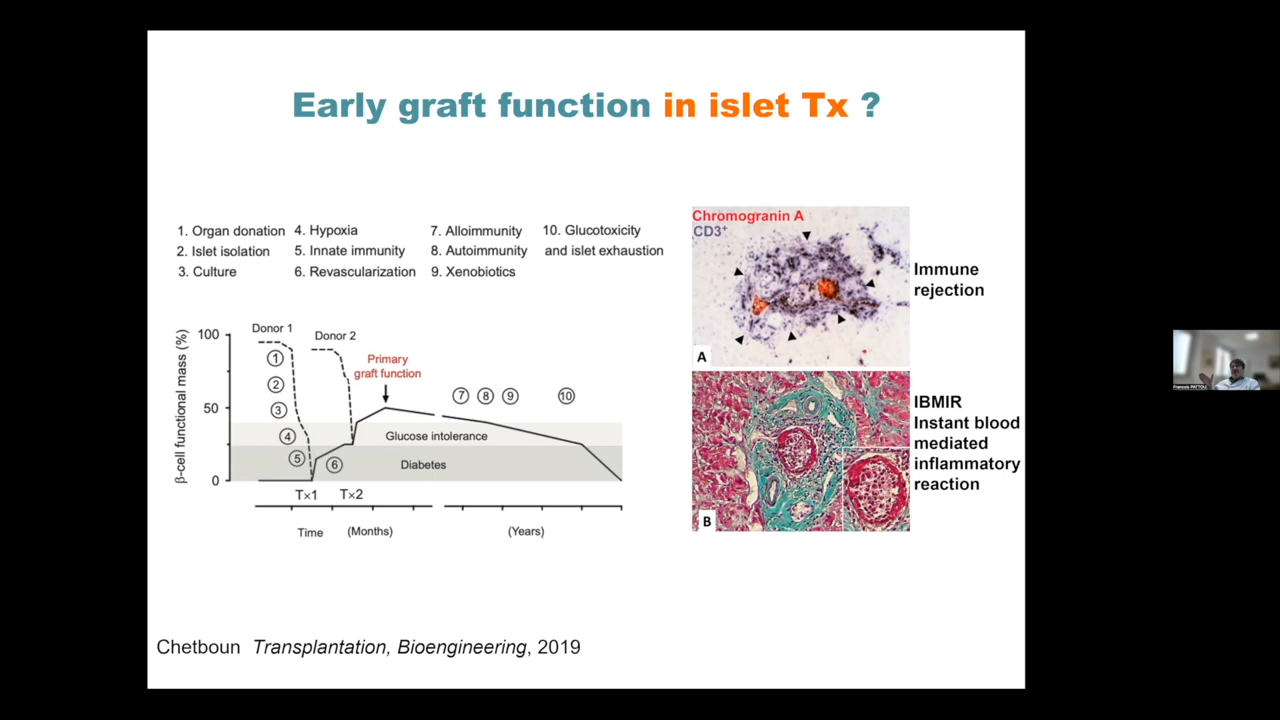 Early graft function in islet Tx ?
1. Organ donation 4. Hypoxia 7. Alloimmunity 10. Glucotoxicity
2. Islet isolation 5. Innate immunity 8. Autoimmunity and islet exhaustion
3. Culture 6. Revascularization 9. Xenobiotics
β-cell functional mass (%)
100
50
0
Donor 1
Donor 2
Primary
graft function
1
2
3
4
5
6
7
8
9
10
Glucose intolerance
Diabetes
Tx1
Tx2
Time
(Months)
(Years)
Chromogranin A
CD3+
A
Immune
rejection
B
IBMIR
Instant blood
mediated
inflammatory
reaction
Chetboun Transplantation, Bioengineering, 2019